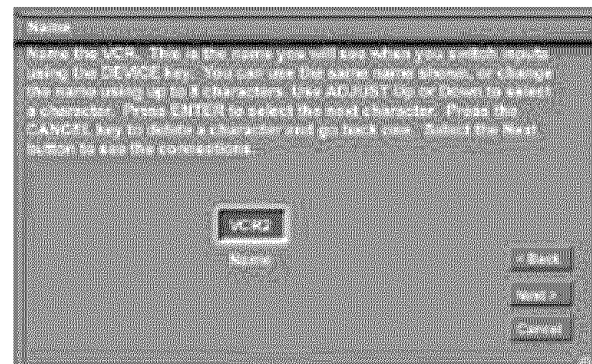 Name
Name the VCR. This is the name you will use when you switch inputs
using the DEVICE key. You can use the same name shown, or change
the name using up to 8 characters. Use ADJUST Up or Down to select
a character. Press ENTER to select the next character. Press the
CANCEL key to delete a character and go back one. Select the Next
button to see the connections.
VCR2
Name
< Back
Next >
Cancel